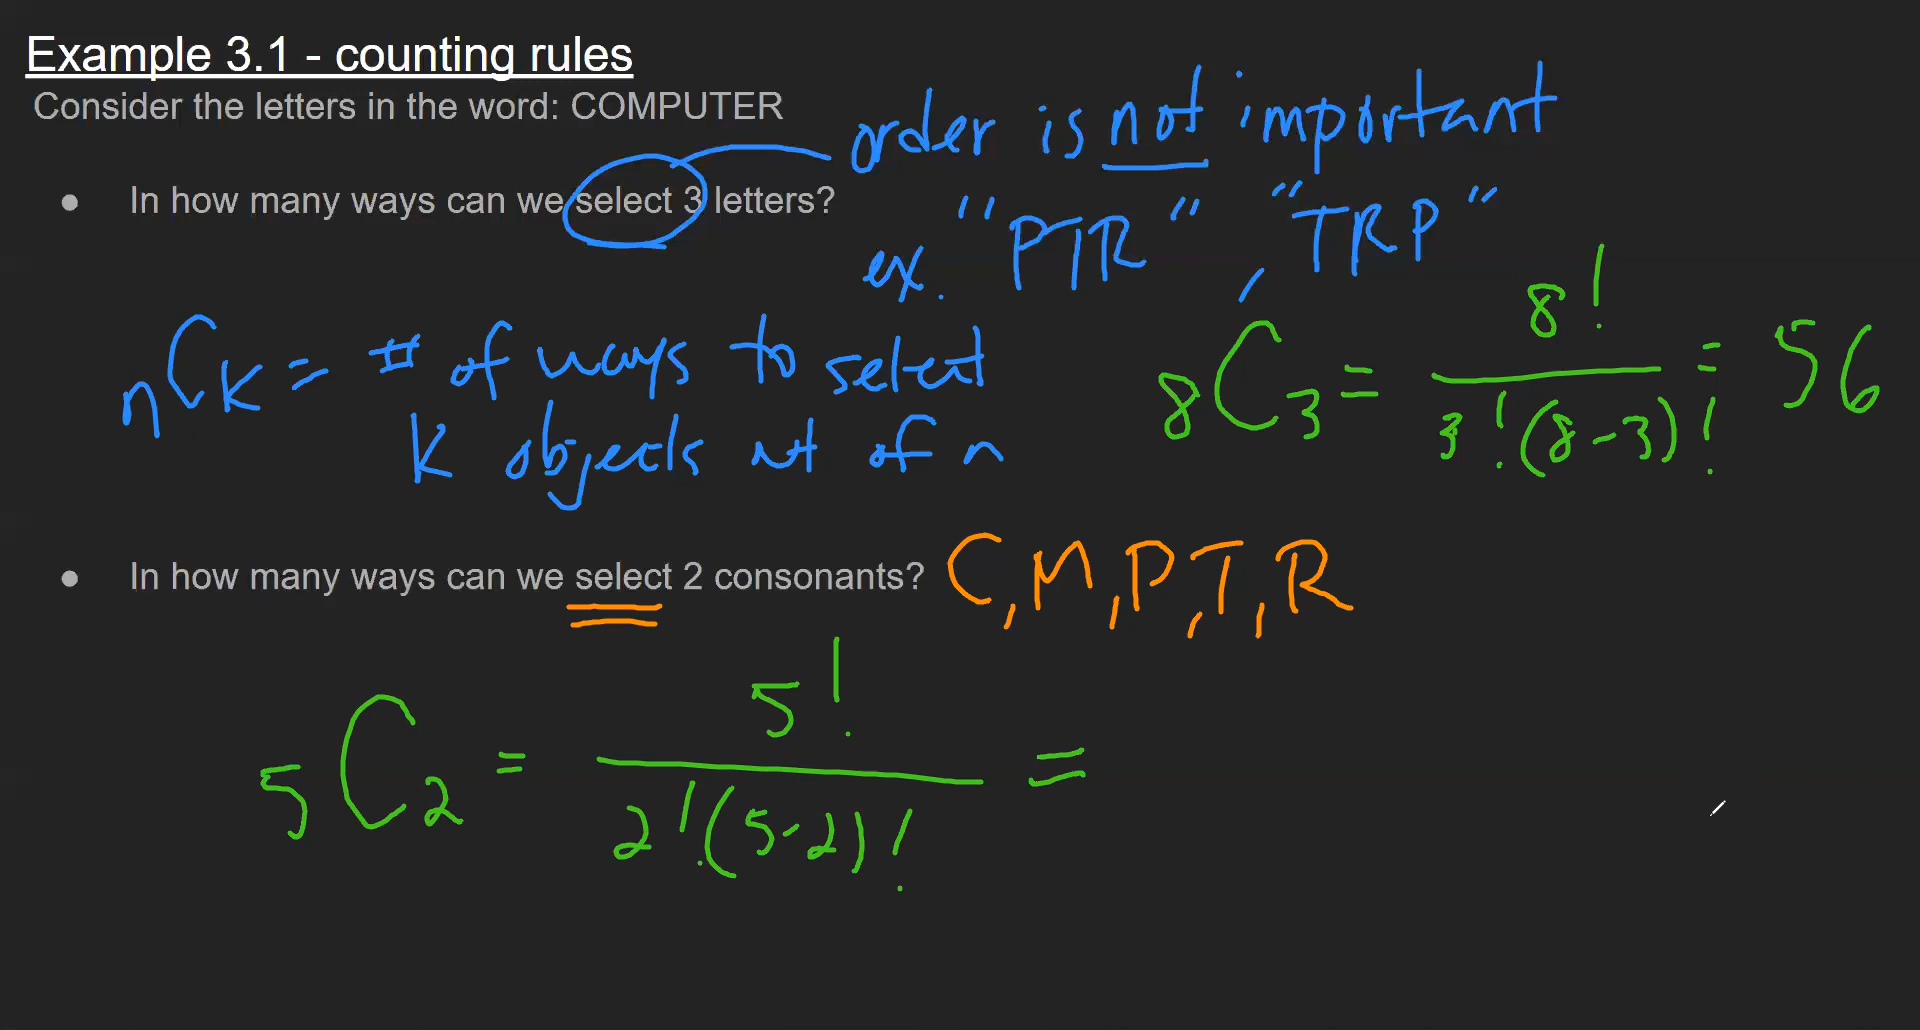 Example 3.1 - counting rules
Consider the letters in the word: COMPUTER
order is not important
● In how many ways can we select 3 letters?
ex. "PTR", "TRP"
nCk = # of ways to select
k objects out of n
8C3 = 8! / 3!(8-3)! = 56
● In how many ways can we select 2 consonants?
C, M, P, T, R
5C2 = 5! / 2!(5-2)! =